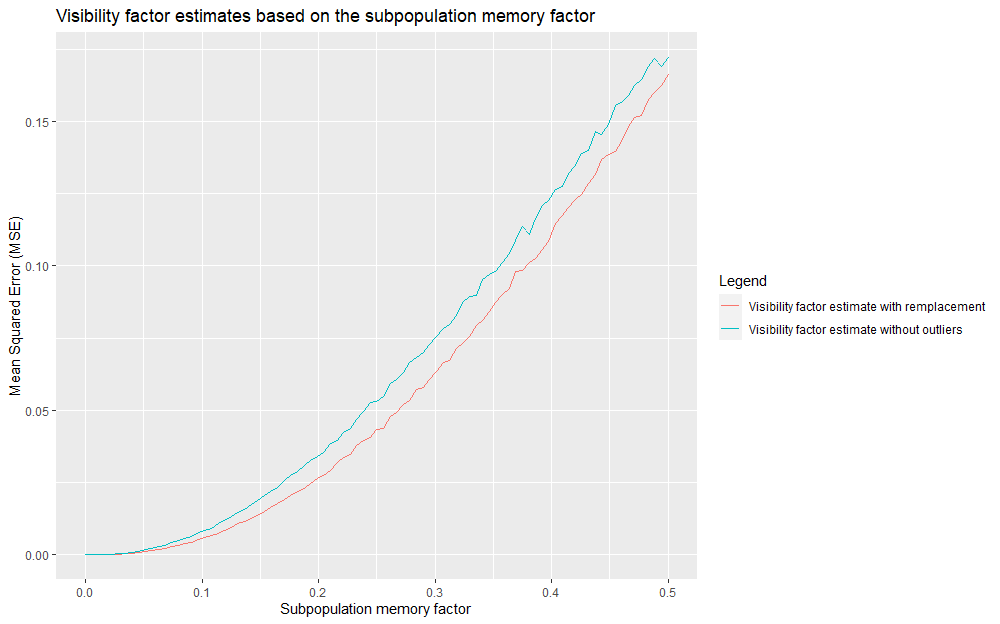 Visibility factor estimates based on the subpopulation memory factor
Mean Squared Error (MSE)
0.15
0.10
0.05
0.00
0.0 0.1 0.2 0.3 0.4 0.5
Subpopulation memory factor
Legend
Visibility factor estimate with remplacement
Visibility factor estimate without outliers